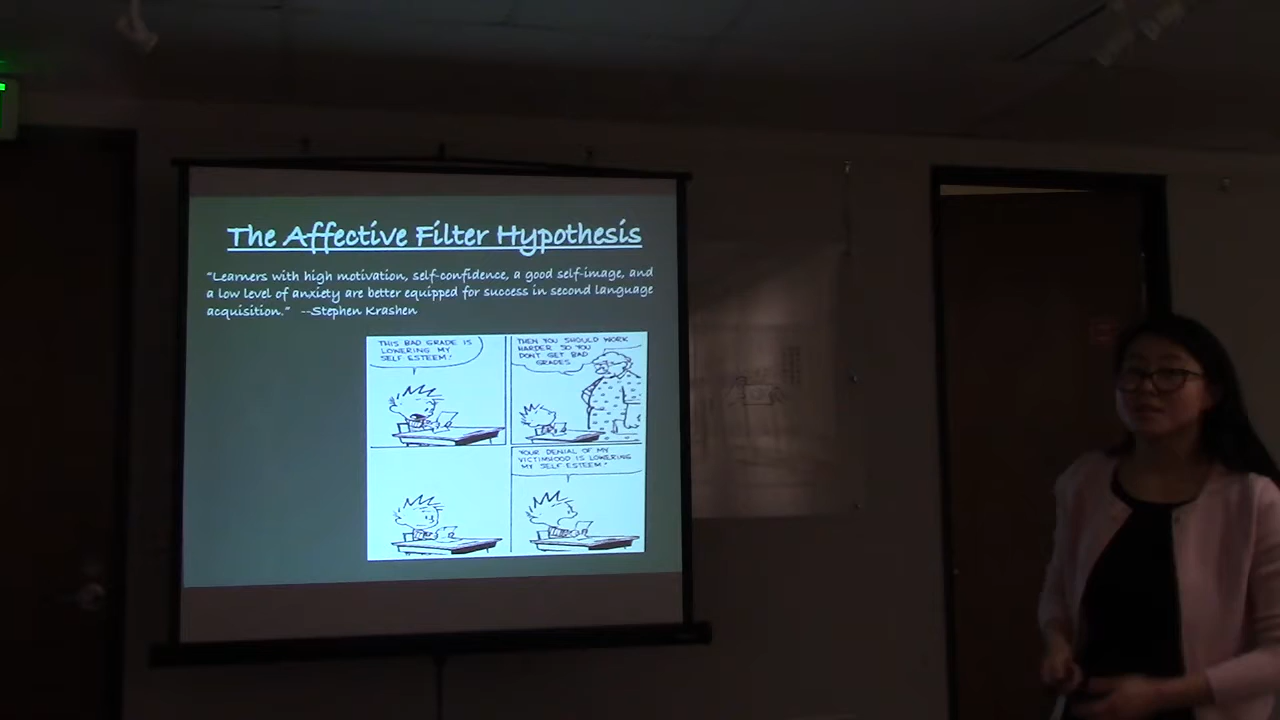 The Affective Filter Hypothesis
"Learners with high motivation, self-confidence, a good self-image, and
a low level of anxiety are better equipped for success in second language
acquisition." --Stephen Krashen
THIS BAD GRADE IS
LOWERING MY
SELF ESTEEM!
THEN YOU SHOULD WORK
HARDER SO YOU
DON'T GET BAD
GRADES
YOUR DENIAL OF MY
VICTIMHOOD IS LOWERING
MY SELF-ESTEEM!